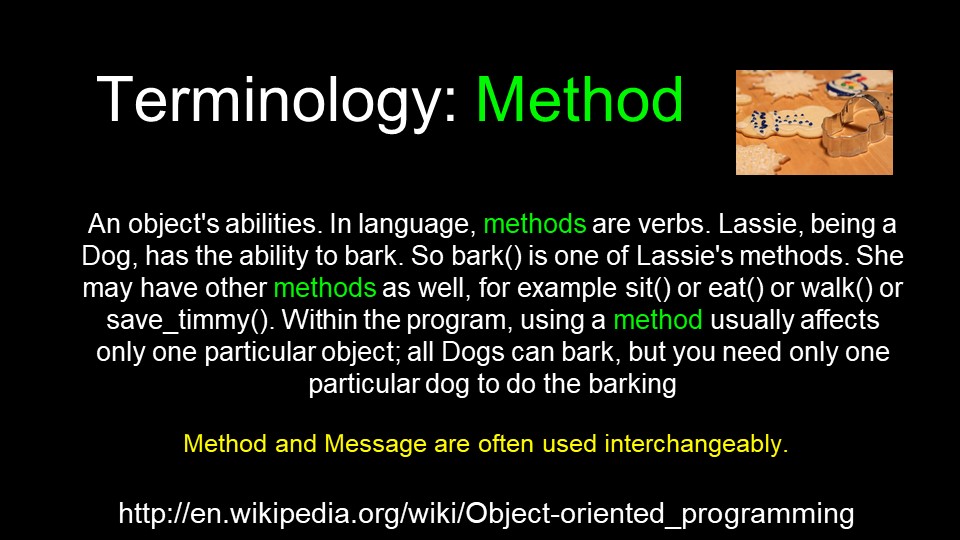 Terminology: Method
An object's abilities. In language, methods are verbs. Lassie, being a
Dog, has the ability to bark. So bark() is one of Lassie's methods. She
may have other methods as well, for example sit() or eat() or walk() or
save_timmy(). Within the program, using a method usually affects
only one particular object; all Dogs can bark, but you need only one
particular dog to do the barking
Method and Message are often used interchangeably.
http://en.wikipedia.org/wiki/Object-oriented_programming